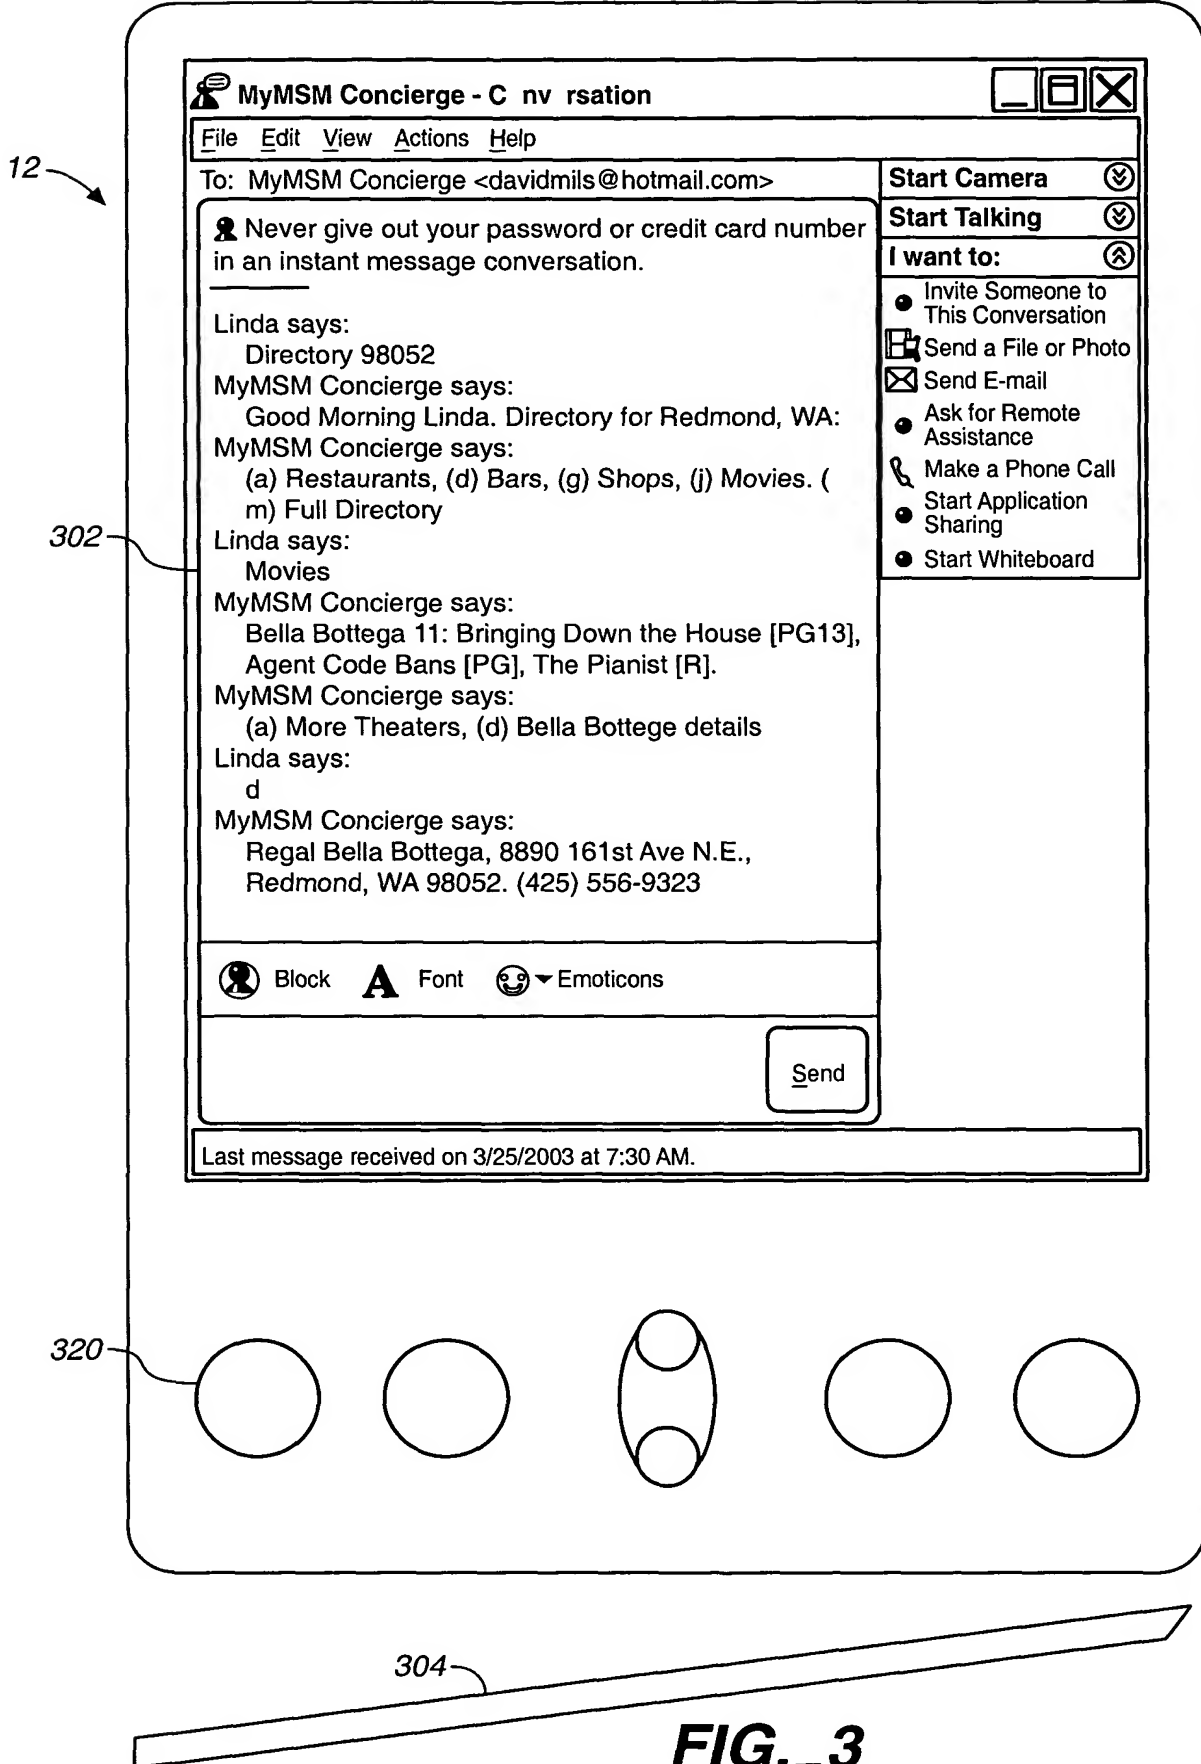 MyMSM Concierge - C nv rsation
File Edit View Actions Help
12
To: MyMSM Concierge <davidmils@hotmail.com>
Never give out your password or credit card number
in an instant message conversation.
Linda says:
Directory 98052
MyMSM Concierge says:
Good Morning Linda. Directory for Redmond, WA:
MyMSM Concierge says:
(a) Restaurants, (d) Bars, (g) Shops, (j) Movies. (
m) Full Directory
302
Linda says:
Movies
MyMSM Concierge says:
Bella Bottega 11: Bringing Down the House [PG13],
Agent Code Bans [PG], The Pianist [R].
MyMSM Concierge says:
(a) More Theaters, (d) Bella Bottege details
Linda says:
d
MyMSM Concierge says:
Regal Bella Bottega, 8890 161st Ave N.E.,
Redmond, WA 98052. (425) 556-9323
Start Camera
Start Talking
I want to:
Invite Someone to
This Conversation
Send a File or Photo
Send E-mail
Ask for Remote
Assistance
Make a Phone Call
Start Application
Sharing
Start Whiteboard
Block A Font Emoticons
Send
Last message received on 3/25/2003 at 7:30 AM.
320
304
FIG._3